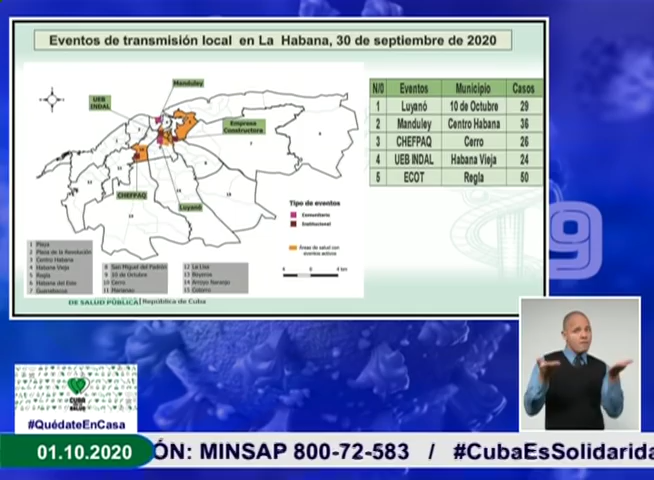 Eventos de transmisión local en La Habana, 30 de septiembre de 2020
Manduley
UEB
INDAL
Empresa
Constructora
CHEFPAQ
Luyanó
N/0 Eventos Municipio Casos
1 Luyanó 10 de Octubre 29
2 Manduley Centro Habana 36
3 CHEFPAQ Cerro 26
4 UEB INDAL Habana Vieja 24
5 ECOT Regla 50
Tipo de eventos
Comunitario
Institucional
Áreas de salud con
eventos activos
4 km
1 Playa
2 Plaza de la Revolución
3 Centro Habana
4 Habana Vieja
5 Regla
6 Habana del Este
7 Guanabacoa
8 San Miguel del Padrón
9 10 de Octubre
10 Cerro
11 Marianao
12 La Lisa
13 Boyeros
14 Arroyo Naranjo
15 Cotorro
DE SALUD PÚBLICA | República de Cuba
9
CUBA
SALUD
#QuédateEnCasa
01.10.2020 ÓN: MINSAP 800-72-583 / #CubaEsSolidarida